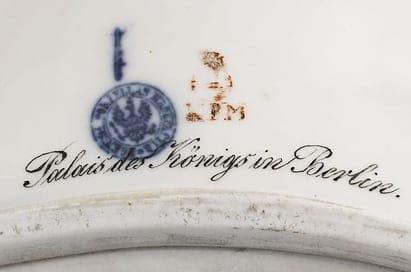 KPM
Palais des Königs in Berlin.